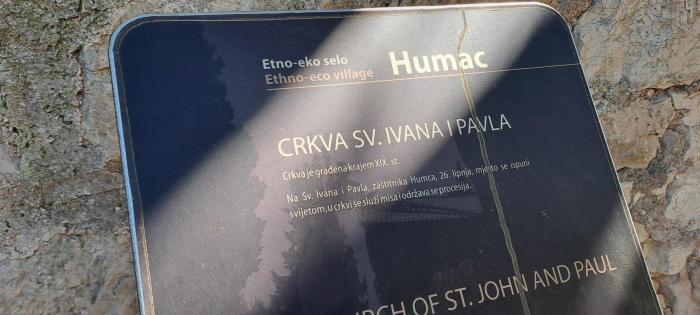 Etno-eko selo
Ethno-eco village
Humac
CRKVA SV. IVANA I PAVLA
Crkva je građena krajem XIX. st.
Na Sv. Ivana i Pavla, zaštitnika Humca, 26. lipnja, mjesto se ispuni
svijetom, u crkvi se služi misa i održava se procesija.
OF ST. JOHN AND PAUL